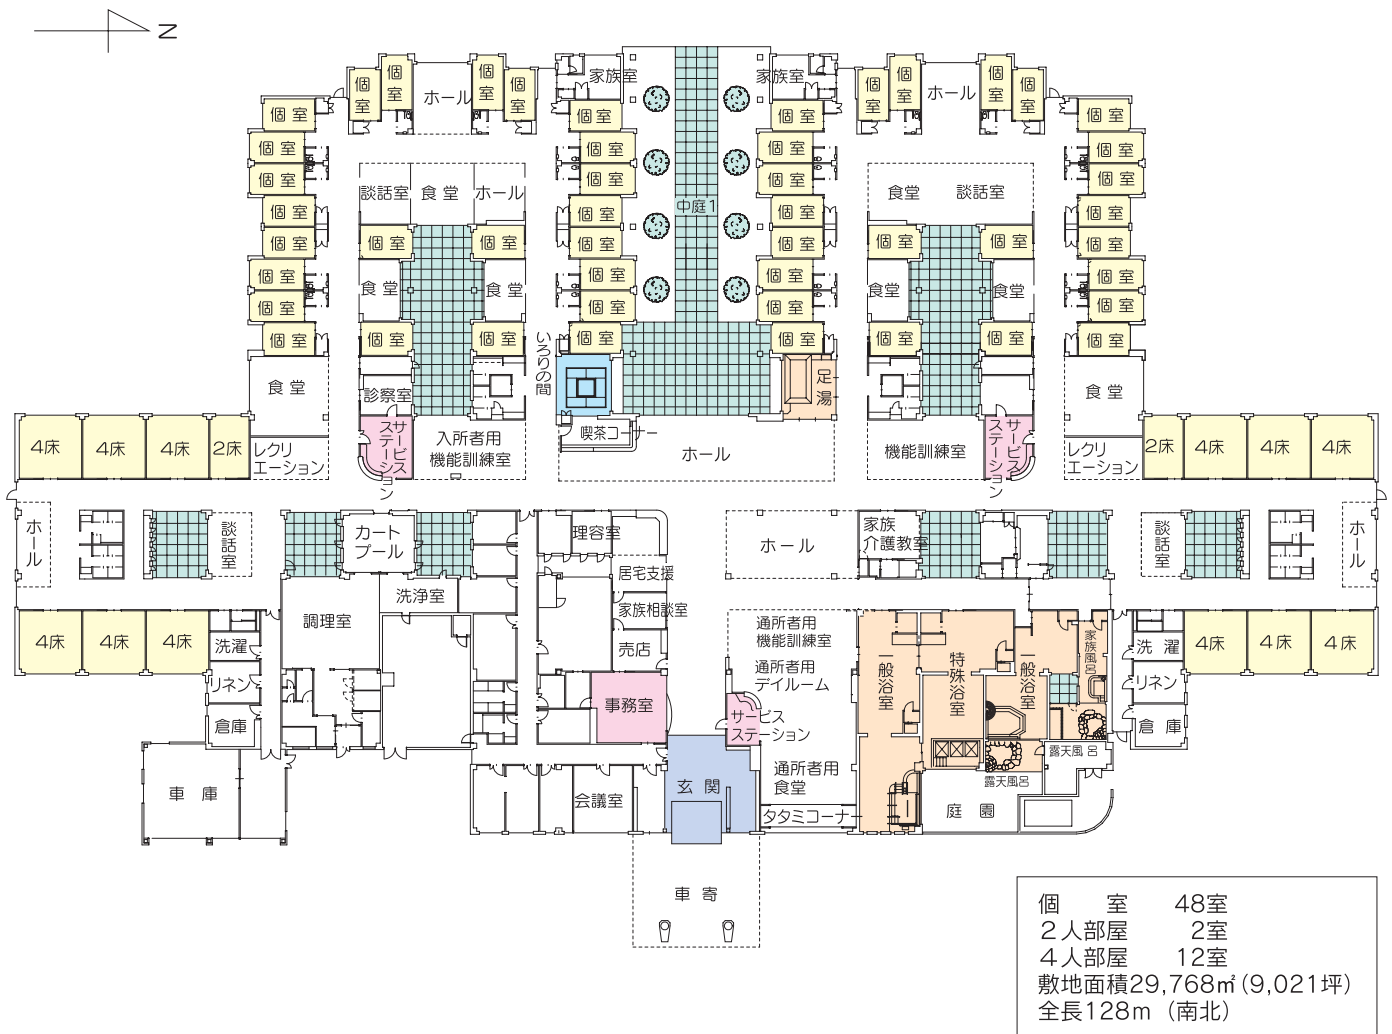 N
個室
個室
ホール
個室
個室
家族室
家族室
個室
個室
ホール
個室
個室
個室
個室
個室
個室
個室
個室
個室
個室
個室
個室
個室
個室
談話室
食堂
ホール
中庭1
食堂
談話室
個室
個室
個室
個室
個室
個室
個室
個室
個室
個室
個室
個室
個室
個室
食堂
食堂
個室
個室
食堂
食堂
個室
個室
個室
個室
個室
個室
個室
個室
個室
個室
個室
個室
いろりの間
食堂
診察室
足湯
食堂
サービス
ステーション
入所者用
機能訓練室
喫茶コーナー
ホール
機能訓練室
サービス
ステーション
4床
4床
4床
2床
レクリ
エーション
レクリ
エーション
2床
4床
4床
4床
ホール
談話室
カート
プール
理容室
ホール
家族
介護教室
談話室
ホール
居宅支援
洗浄室
家族相談室
調理室
売店
4床
4床
4床
洗濯
リネン
倉庫
事務室
通所者用
機能訓練室
通所者用
デイルーム
サービス
ステーション
一般浴室
特殊浴室
一般浴室
家族風呂
洗濯
リネン
倉庫
4床
4床
4床
露天風呂
露天風呂
車庫
会議室
玄関
通所者用
食堂
タタミコーナー
庭園
車寄
個室 48室
2人部屋 2室
4人部屋 12室
敷地面積29,768㎡(9,021坪)
全長128m (南北)